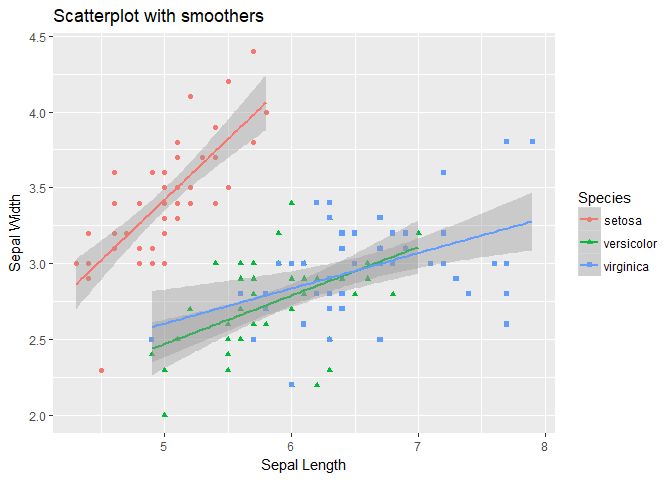 Scatterplot with smoothers
4.5
4.0
3.5
3.0
2.5
2.0
Sepal Width
5 6 7 8
Sepal Length
Species
setosa
versicolor
virginica